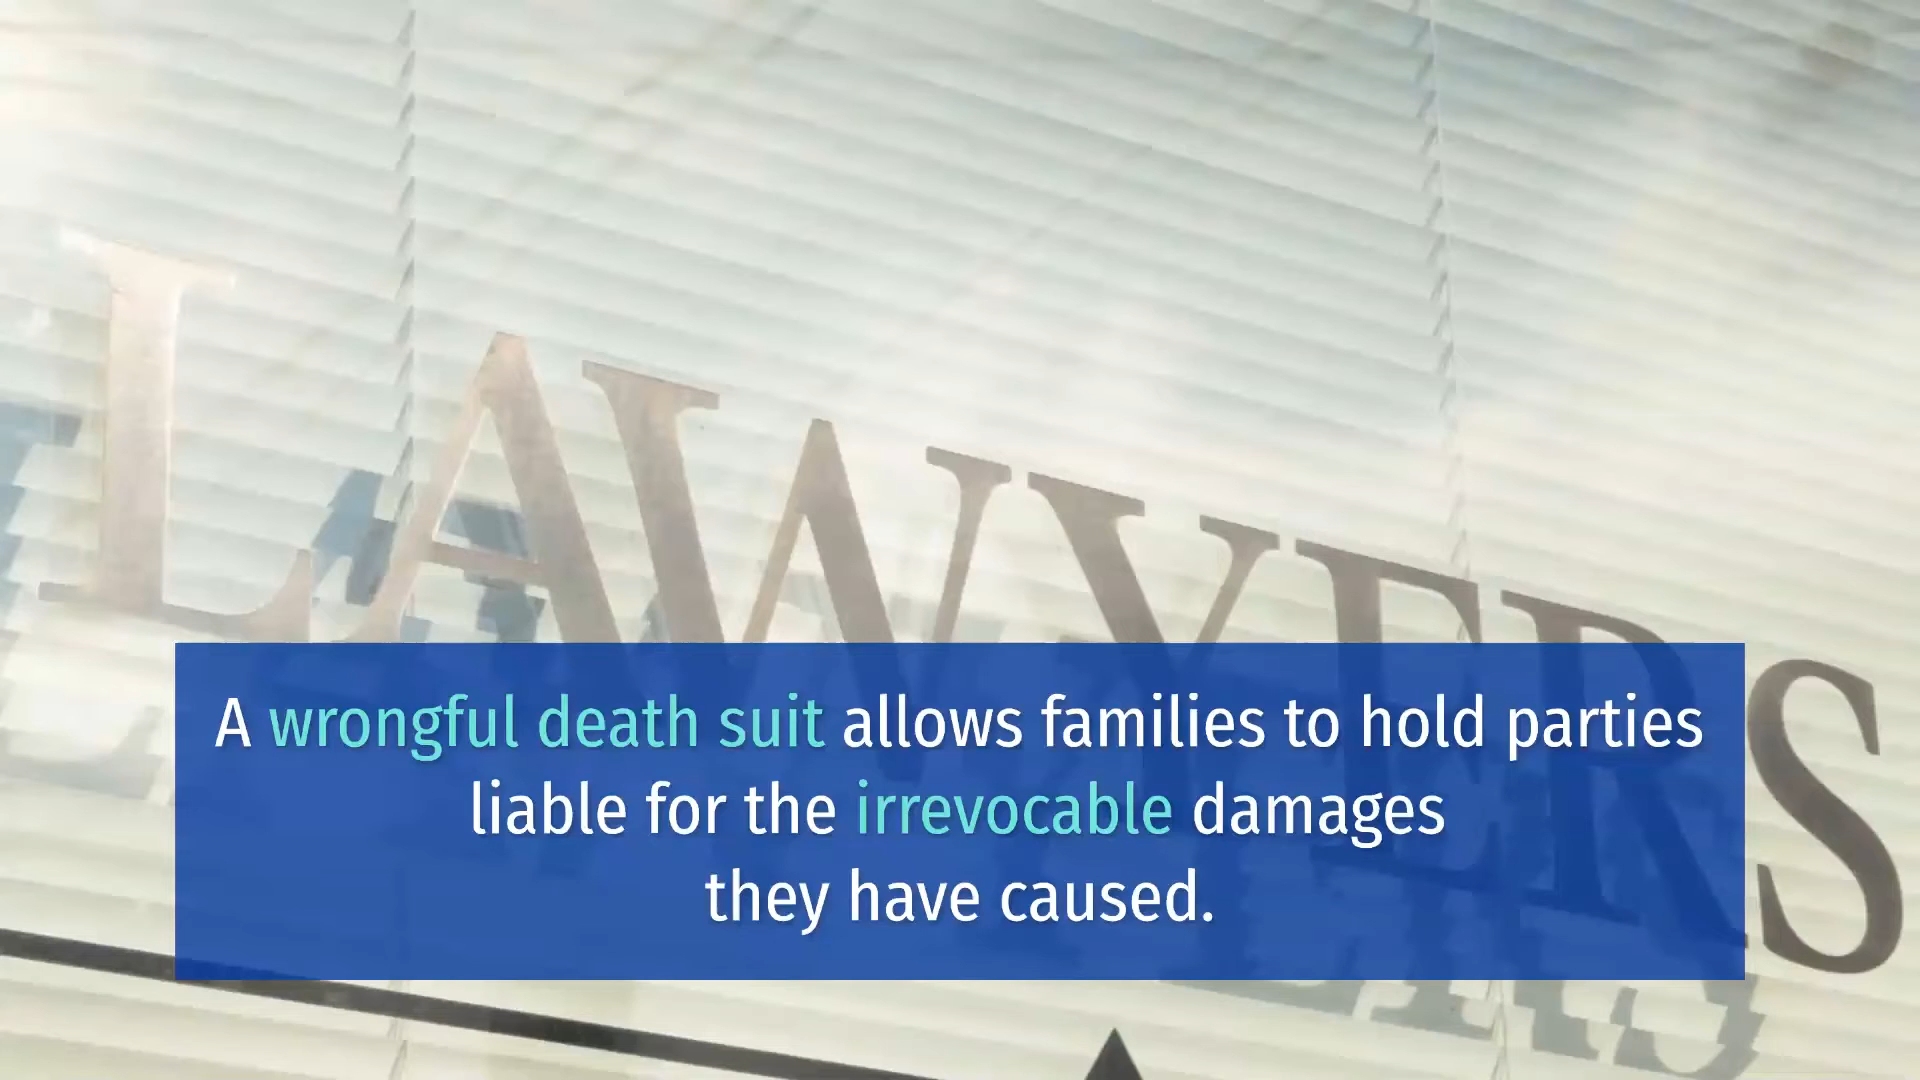 LAWYERS
A wrongful death suit allows families to hold parties
liable for the irrevocable damages
they have caused.